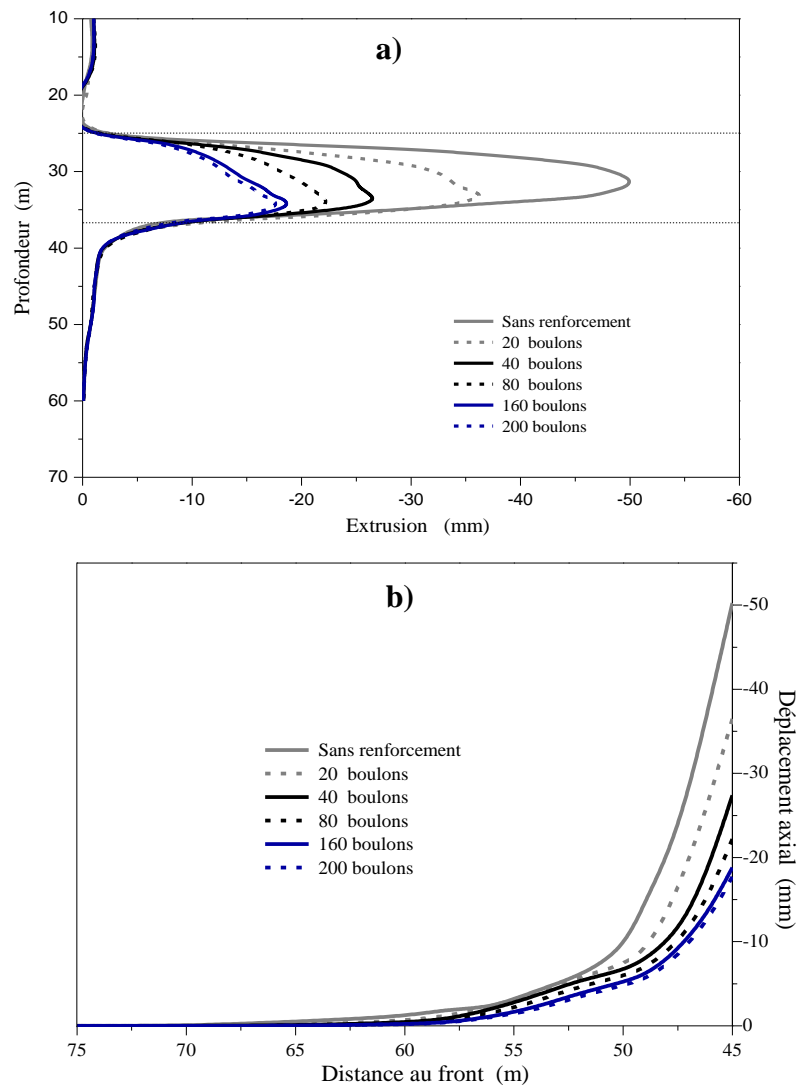 a)
10
20
30
40
50
60
70
Profondeur (m)
Sans renforcement
20 boulons
40 boulons
80 boulons
160 boulons
200 boulons
0
-10
-20
-30
-40
-50
-60
Extrusion (mm)
b)
Sans renforcement
20 boulons
40 boulons
80 boulons
160 boulons
200 boulons
-50
-40
-30
-20
-10
0
Déplacement axial (mm)
75
70
65
60
55
50
45
Distance au front (m)